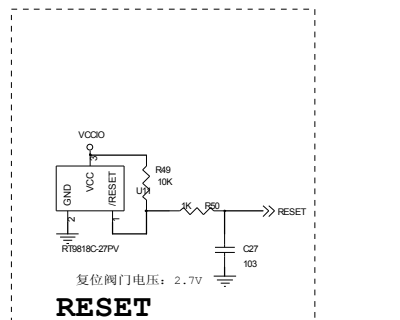 VCCIO
3
R49
10K
U11
GND
VCC
/RESET
1K
R50
RESET
2
1
RT9818C-27PV
C27
103
复位阀门电压：2.7V
RESET